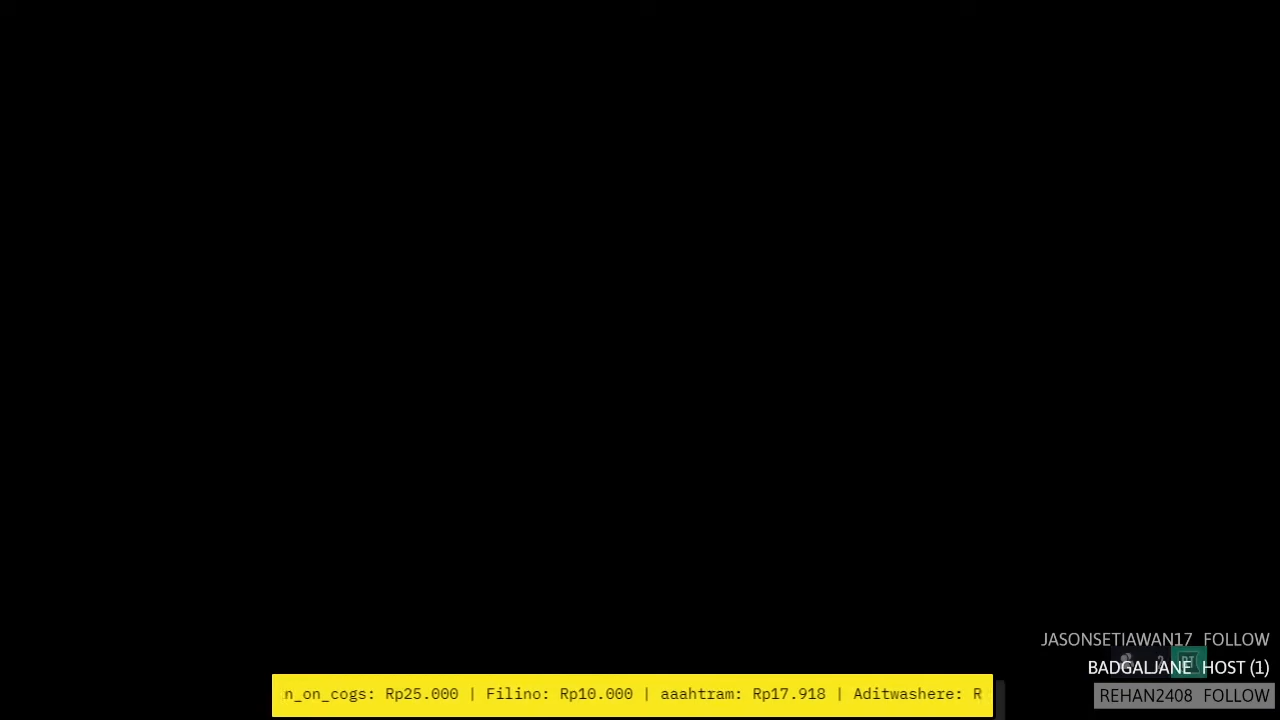 JASONSETIAWAN17 FOLLOW
BADGALJANE HOST (1)
n_on_cogs: Rp25.000 | Filino: Rp10.000 | aaahtram: Rp17.918 | Aditwashere: R
REHAN2408 FOLLOW